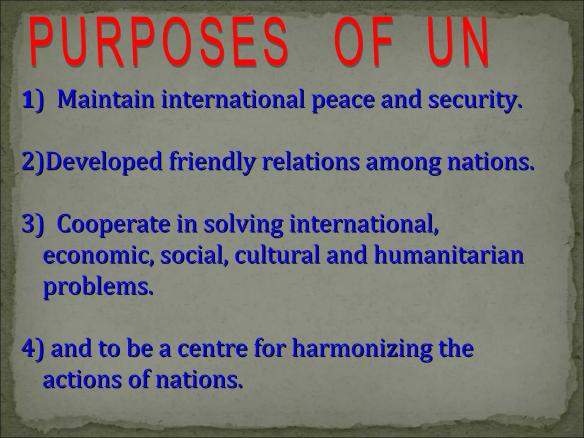 PURPOSES OF UN
1) Maintain international peace and security.
2)Developed friendly relations among nations.
3) Cooperate in solving international,
economic, social, cultural and humanitarian
problems.
4) and to be a centre for harmonizing the
actions of nations.